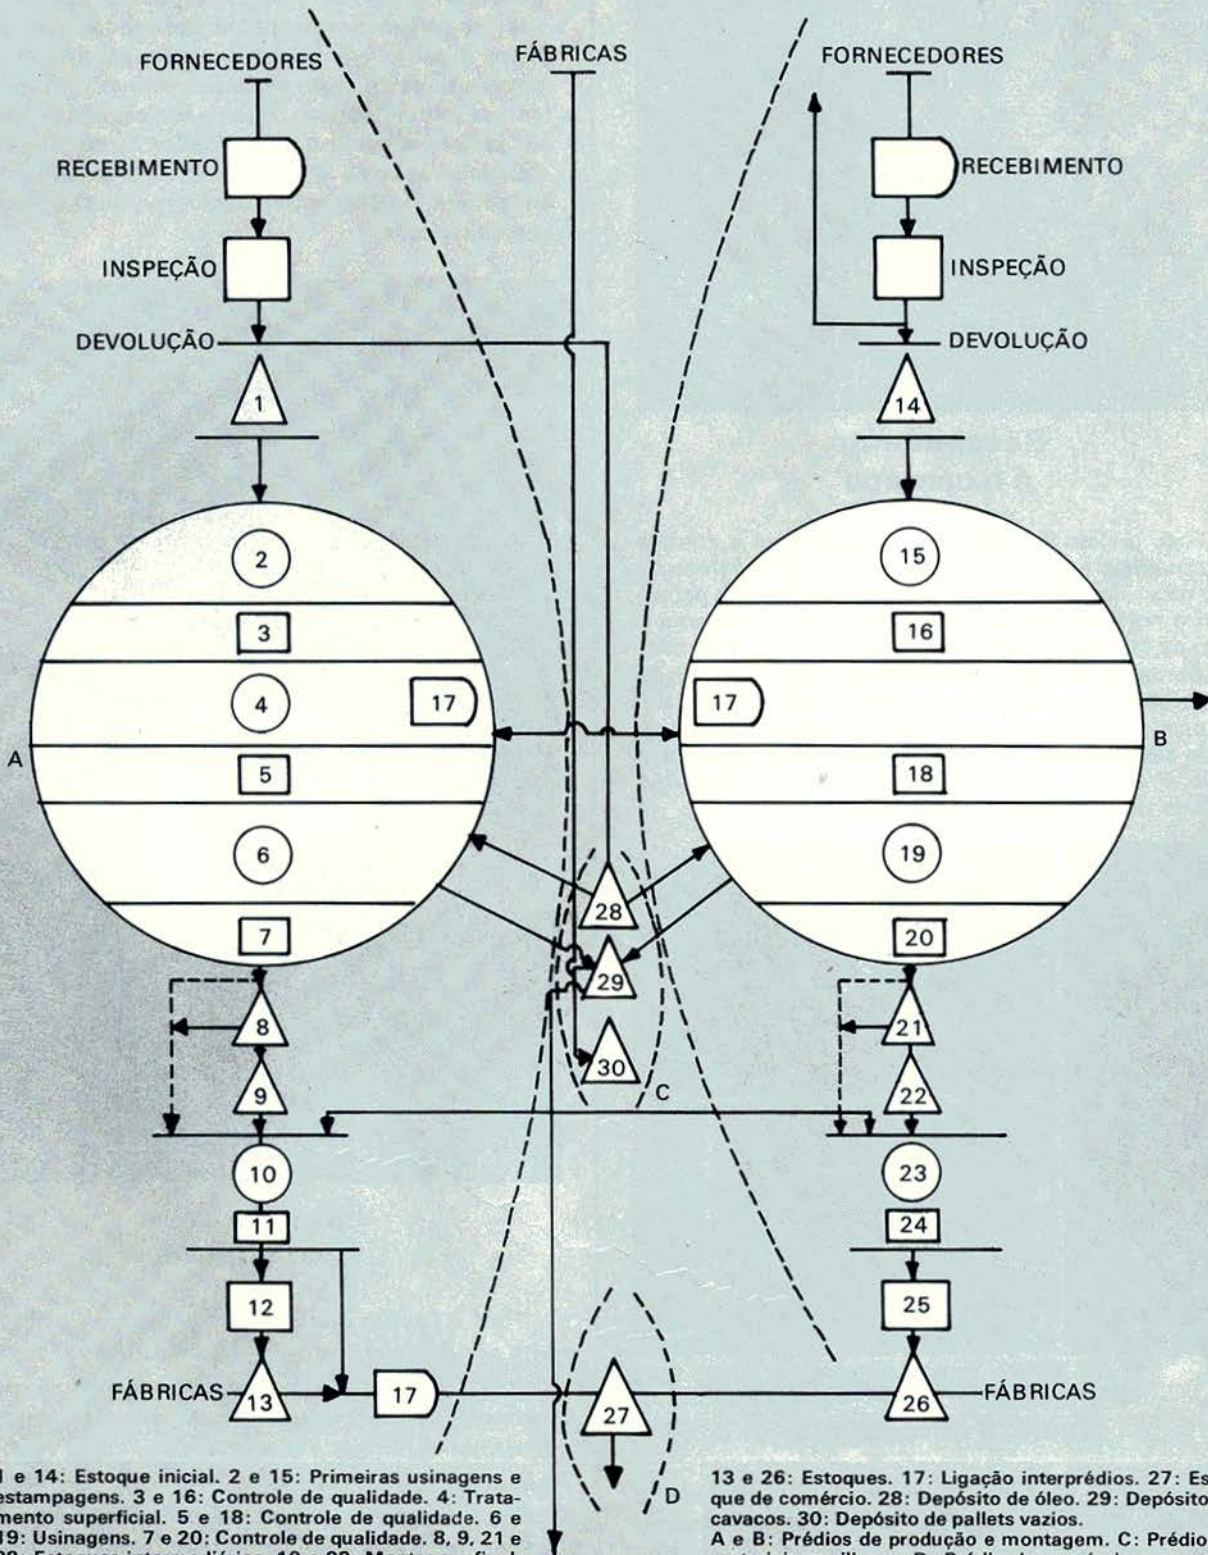 FORNECEDORES
FÁBRICAS
FORNECEDORES
RECEBIMENTO
RECEBIMENTO
INSPEÇÃO
INSPEÇÃO
DEVOLUÇÃO
DEVOLUÇÃO
1
14
2
15
3
16
4
17
17
A
B
5
18
6
19
28
7
20
29
8
21
30
9
22
C
10
23
11
24
12
25
FÁBRICAS
13
17
27
26
FÁBRICAS
D
1 e 14: Estoque inicial. 2 e 15: Primeiras usinagens e
estampagens. 3 e 16: Controle de qualidade. 4: Trata-
mento superficial. 5 e 18: Controle de qualidade. 6 e
19: Usinagens. 7 e 20: Controle de qualidade. 8, 9, 21 e
13 e 26: Estoques. 17: Ligação interprédios. 27: Es
que de comércio. 28: Depósito de óleo. 29: Depósito
cavacos. 30: Depósito de pallets vazios.
A e B: Prédios de produção e montagem. C: Prédio